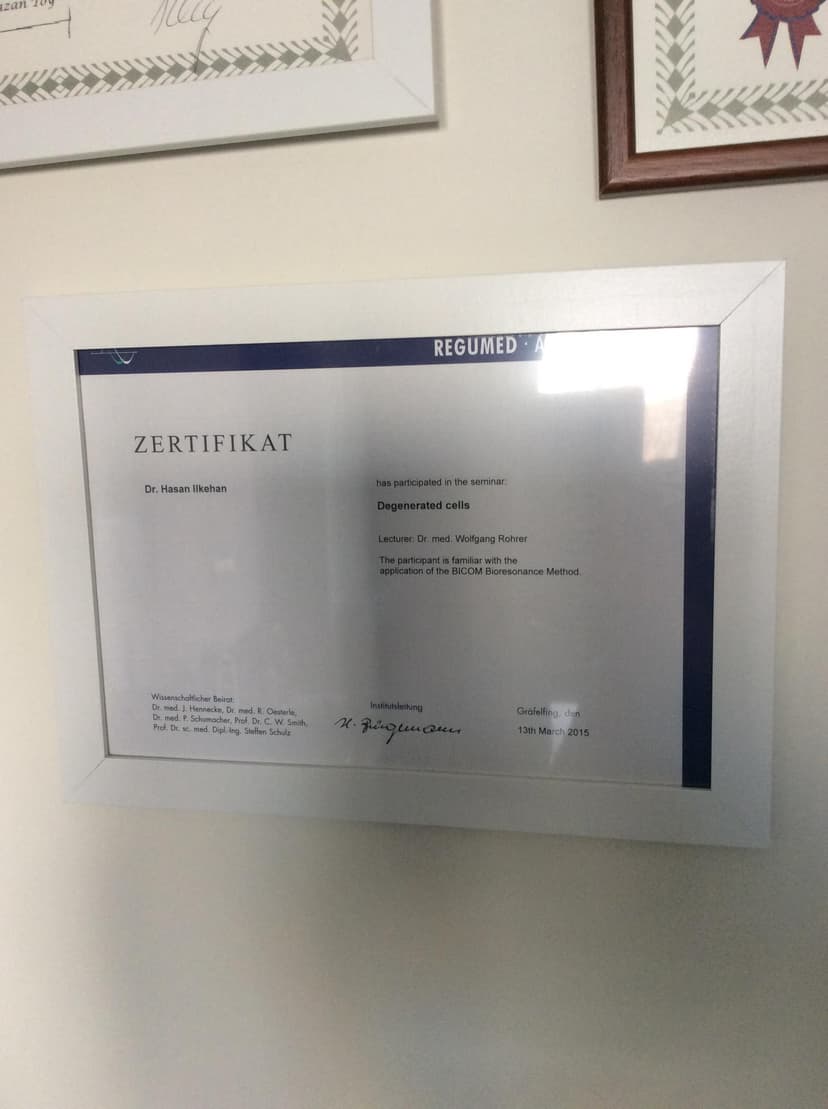 REGUMED · A
ZERTIFIKAT
Dr. Hasan Ilkehan
has participated in the seminar:
Degenerated cells
Lecturer: Dr. med. Wolfgang Rohrer
The participant is familiar with the
application of the BICOM Bioresonance Method.
Wissenschaftlicher Beirat:
Dr. med. J. Hennecke, Dr. med. R. Oesterle,
Dr. med. P. Schumacher, Prof. Dr. C. W. Smith,
Prof. Dr. sc. med. Dipl.-Ing. Steffen Schulz
Institutsleitung
Gräfelfing, den
13th March 2015